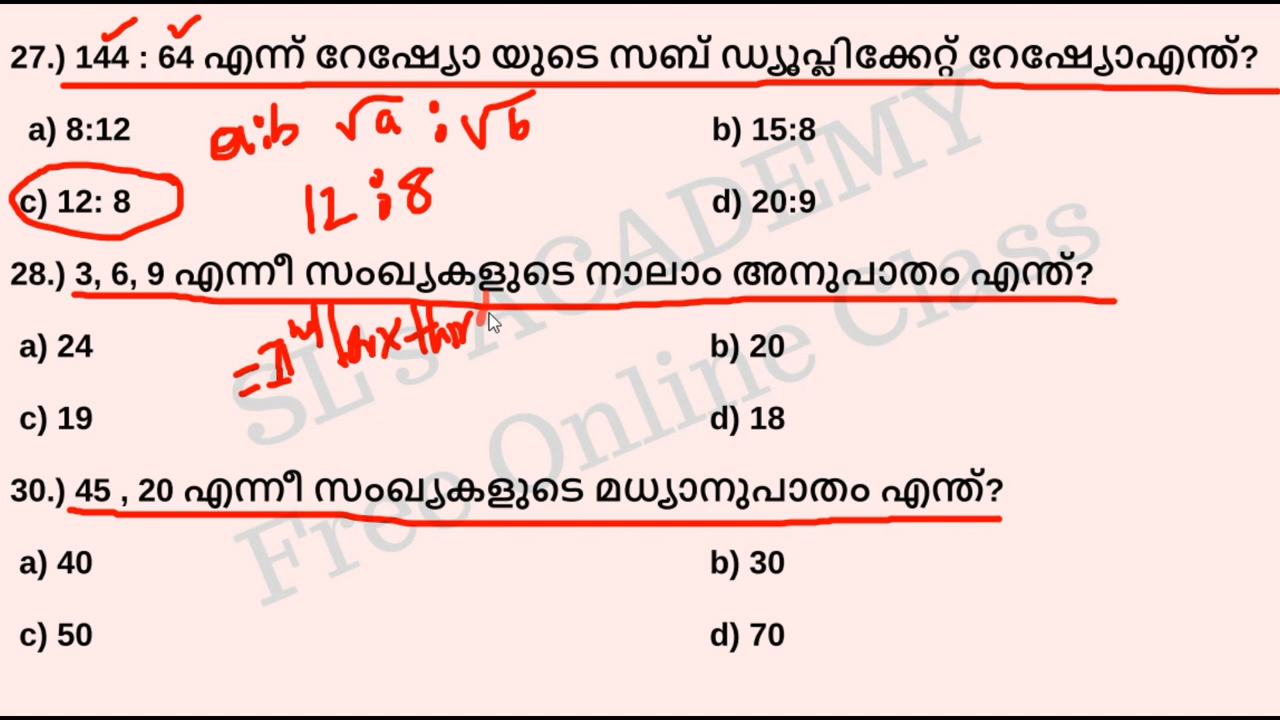 27.) 144 : 64 എന്ന് റേഷ്യോ യുടെ സബ് ഡ്യൂപ്ലിക്കേറ്റ് റേഷ്യോഎന്ത്?
a) 8:12 a:b √a : √b b) 15:8
c) 12: 8 12 : 8 d) 20:9
28.) 3, 6, 9 എന്നീ സംഖ്യകളുടെ നാലാം അനുപാതം എന്ത്?
a) 24 b) 20
c) 19 d) 18
30.) 45 , 20 എന്നീ സംഖ്യകളുടെ മധ്യാനുപാതം എന്ത്?
a) 40 b) 30
c) 50 d) 70
SL's ACADEMY
Free Online Class